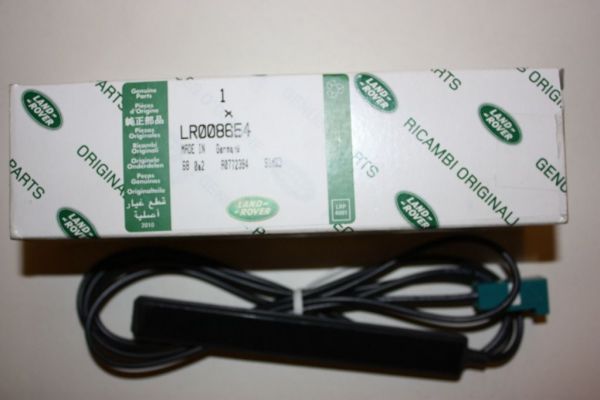 Genuine
Parts
Pièces
d'Origine
純正部品
Piezas
Originales
Ricambi
Originali
Originele
Onderdelen
Peças
Genuínas
Originalteile
قطع غيار
أصلية
2010
1
x
LR0088E4
MADE IN Germany
LAND-
-ROVER
LAND-
-ROVER
LAND-
-ROVER
LAND-
-ROVER
LAND-
-ROVER
PARTS
ORIGINAL
RICAMBI ORIGINALI
PARTS
GENU
LRP